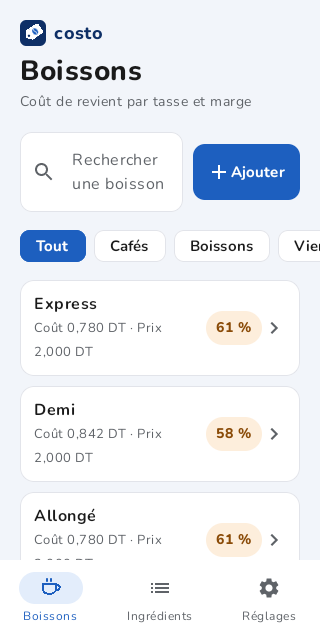 costo
Boissons
Coût de revient par tasse et marge
Rechercher
une boisson
Ajouter
Tout
Cafés
Boissons
Express
Coût 0,780 DT · Prix
2,000 DT
61 %
Demi
Coût 0,842 DT · Prix
2,000 DT
58 %
Allongé
Coût 0,780 DT · Prix
61 %
Boissons
Ingrédients
Réglages